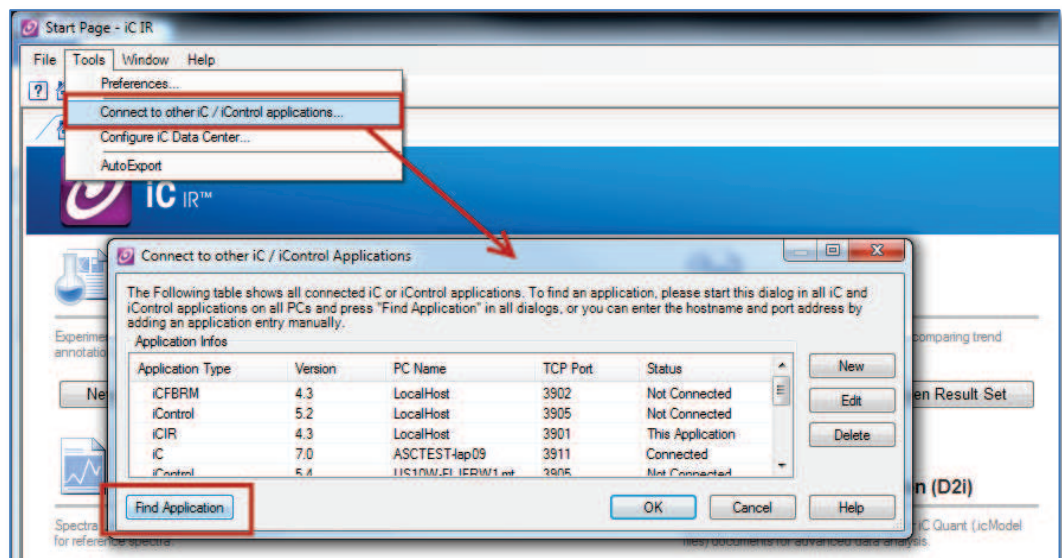 Start Page - iC IR
File Tools Window Help
Preferences...
Connect to other iC / iControl applications...
Configure iC Data Center...
AutoExport
iC IR™
Connect to other iC / iControl Applications
The Following table shows all connected iC or iControl applications. To find an application, please start this dialog in all iC and
iControl applications on all PCs and press "Find Application" in all dialogs, or you can enter the hostname and port address by
adding an application entry manually.
Application Infos
Application Type Version PC Name TCP Port Status
iCFBRM 4.3 LocalHost 3902 Not Connected
iControl 5.2 LocalHost 3905 Not Connected
iCIR 4.3 LocalHost 3901 This Application
iC 7.0 ASCTEST-lap09 3911 Connected
iControl 5.4 3905 Not Connected
New
Edit
Delete
Find Application
OK Cancel Help
comparing trend
en Result Set
n (D2i)
iC Quant (.icModel
Spectra
for reference spectra.
files) documents for advanced data analysis.